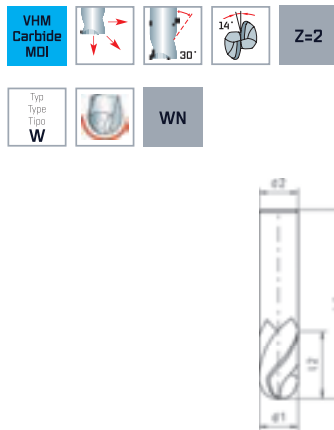 VHM
Carbide
MDI
30°
14°
Z=2
Typ
Type
Tipo
W
WN
d2
l2
d1